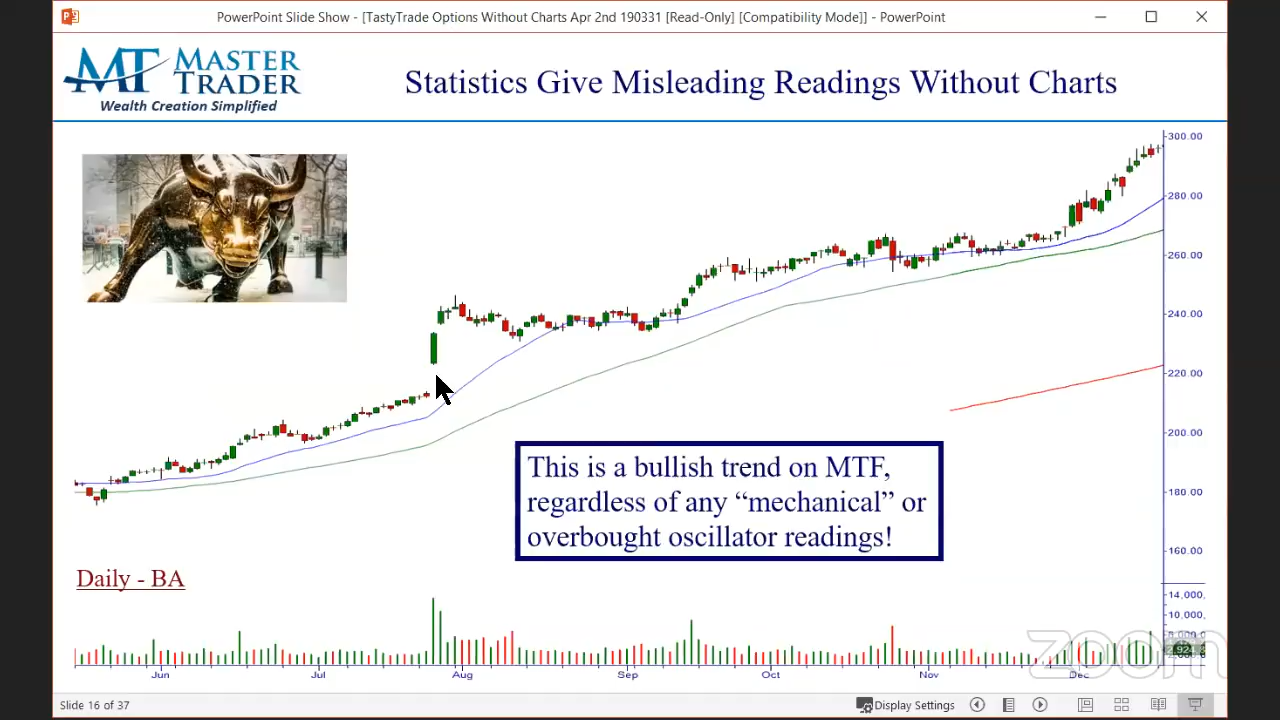 PowerPoint Slide Show - [TastyTrade Options Without Charts Apr 2nd 190331 [Read-Only] [Compatibility Mode]] - PowerPoint
MT MASTER TRADER
Wealth Creation Simplified
Statistics Give Misleading Readings Without Charts
300.00
280.00
260.00
240.00
220.00
200.00
180.00
160.00
This is a bullish trend on MTF,
regardless of any “mechanical” or
overbought oscillator readings!
Daily - BA
14,000,
10,000,
zoom
Jun Jul Aug Sep Oct Nov Dec
Slide 16 of 37
Display Settings